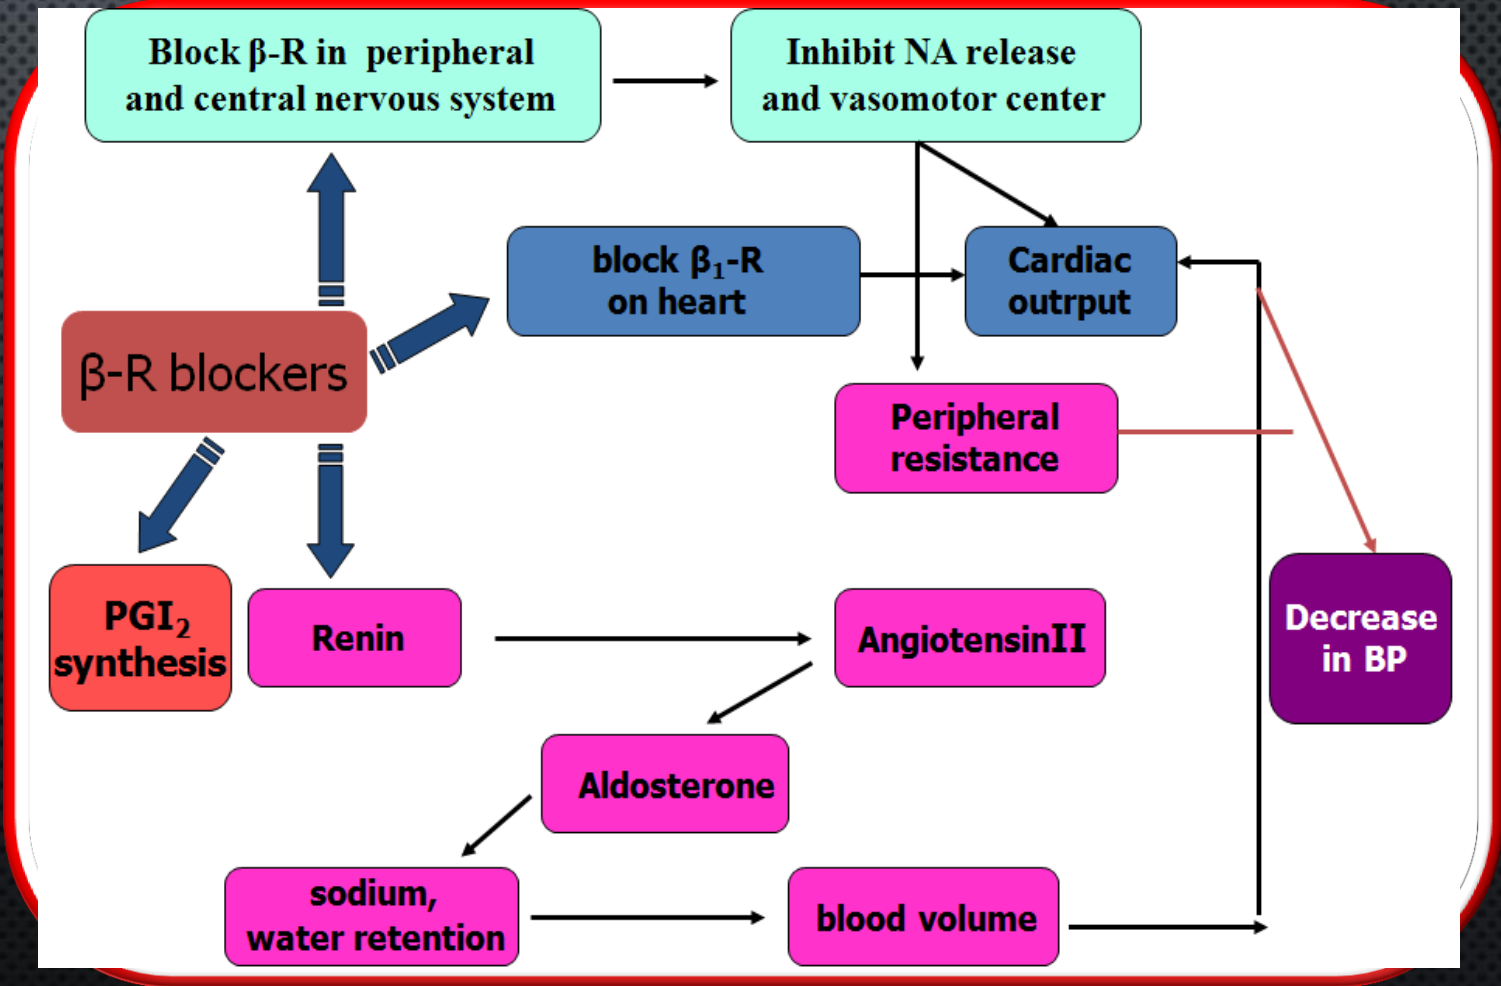 Block β-R in peripheral
and central nervous system
Inhibit NA release
and vasomotor center
block β₁-R
on heart
Cardiac
outrput
β-R blockers
Peripheral
resistance
PGI₂
synthesis
Renin
AngiotensinII
Decrease
in BP
Aldosterone
sodium,
water retention
blood volume